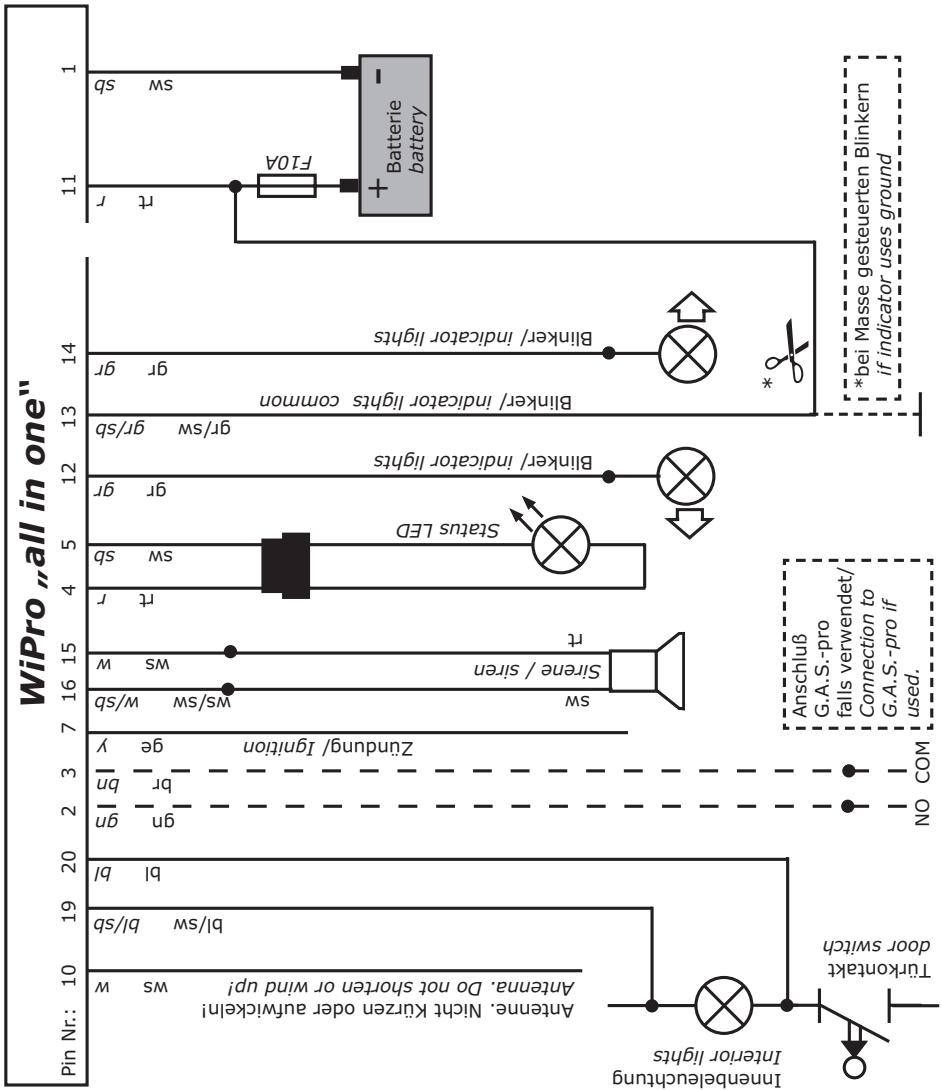 WiPro „all in one“
Pin Nr.:
10
19
20
2
3
7
16
15
4
5
12
13
14
11
1
w
ws
Antenne. Nicht Kürzen oder aufwickeln!
Antenna. Do not shorten or wind up!
bl/sb
bl/sw
bl
bl
gn
gn
bn
br
y
ge
Zündung/ Ignition
w/sb
ws/sw
sw
w
ws
rt
Sirene / siren
r
rt
sb
sw
Status LED
gr
gr
Blinker/ indicator lights
gr/sb
gr/sw
Blinker/ indicator lights common
gr
gr
Blinker/ indicator lights
r
rt
F10A
sb
sw
+
-
Batterie
battery
*
*bei Masse gesteuerten Blinkern
if indicator uses ground
Anschluß
G.A.S.-pro
falls verwendet/
Connection to
G.A.S.-pro if
used.
NO
COM
Innenbeleuchtung
Interior lights
Türkontakt
door switch